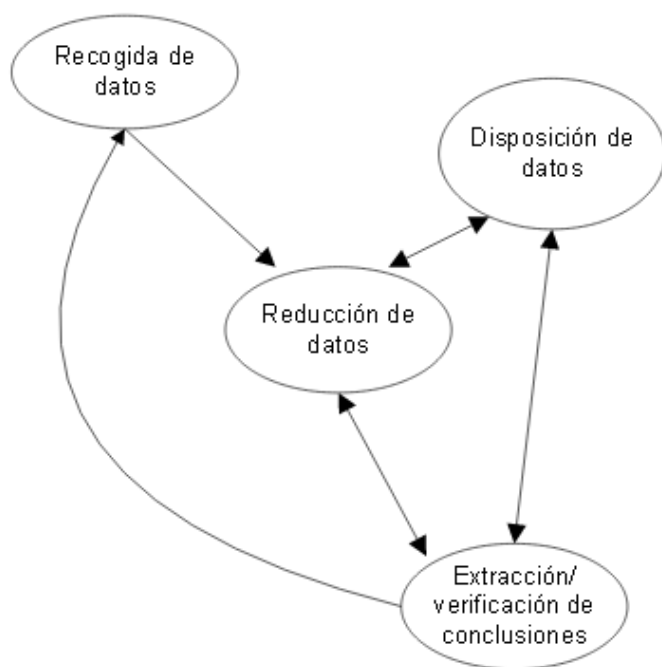 Recogida de
datos
Disposición de
datos
Reducción de
datos
Extracción/
verificación de
conclusiones